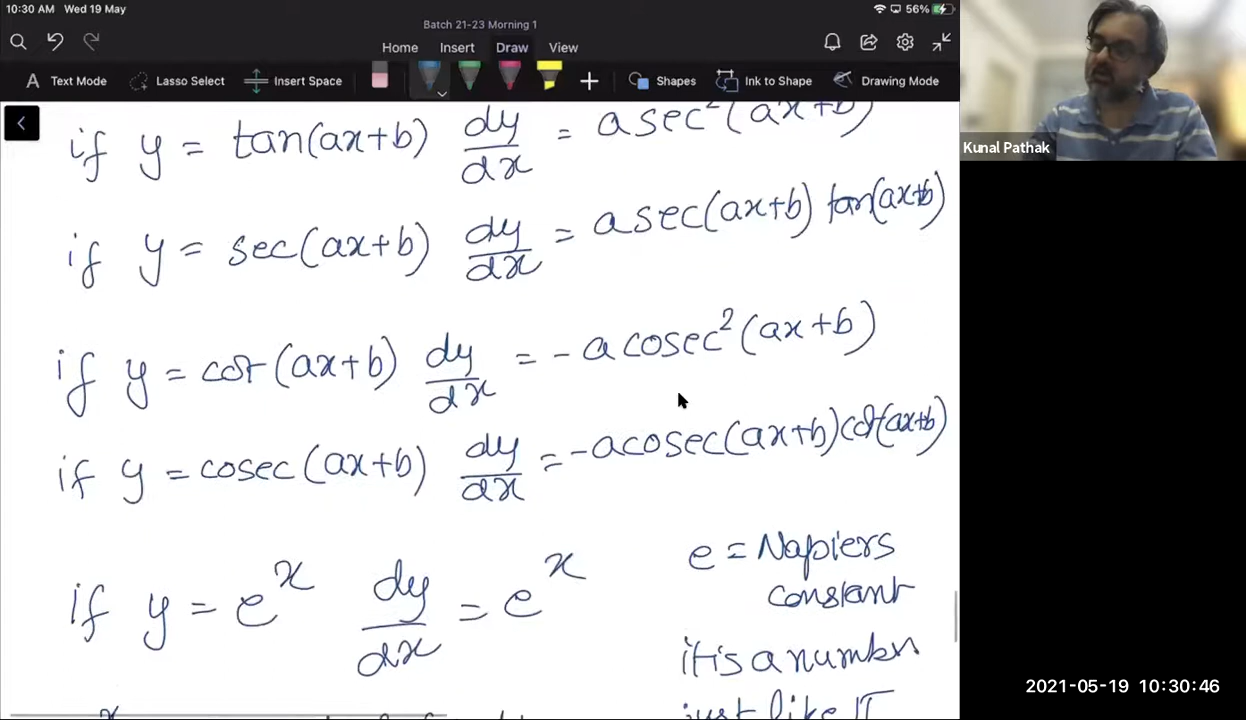 10:30 AM Wed 19 May
56%
Batch 21-23 Morning 1
Home Insert Draw View
Text Mode Lasso Select Insert Space Shapes Ink to Shape Drawing Mode
if y = tan(ax+b) dy/dx = a sec²(ax+b)
Kunal Pathak
if y = sec(ax+b) dy/dx = a sec(ax+b) tan(ax+b)
if y = cot(ax+b) dy/dx = -a cosec²(ax+b)
if y = cosec(ax+b) dy/dx = -a cosec(ax+b) cot(ax+b)
e = Napiers
constant
if y = e^x dy/dx = e^x
it is a number
just like π
2021-05-19 10:30:46